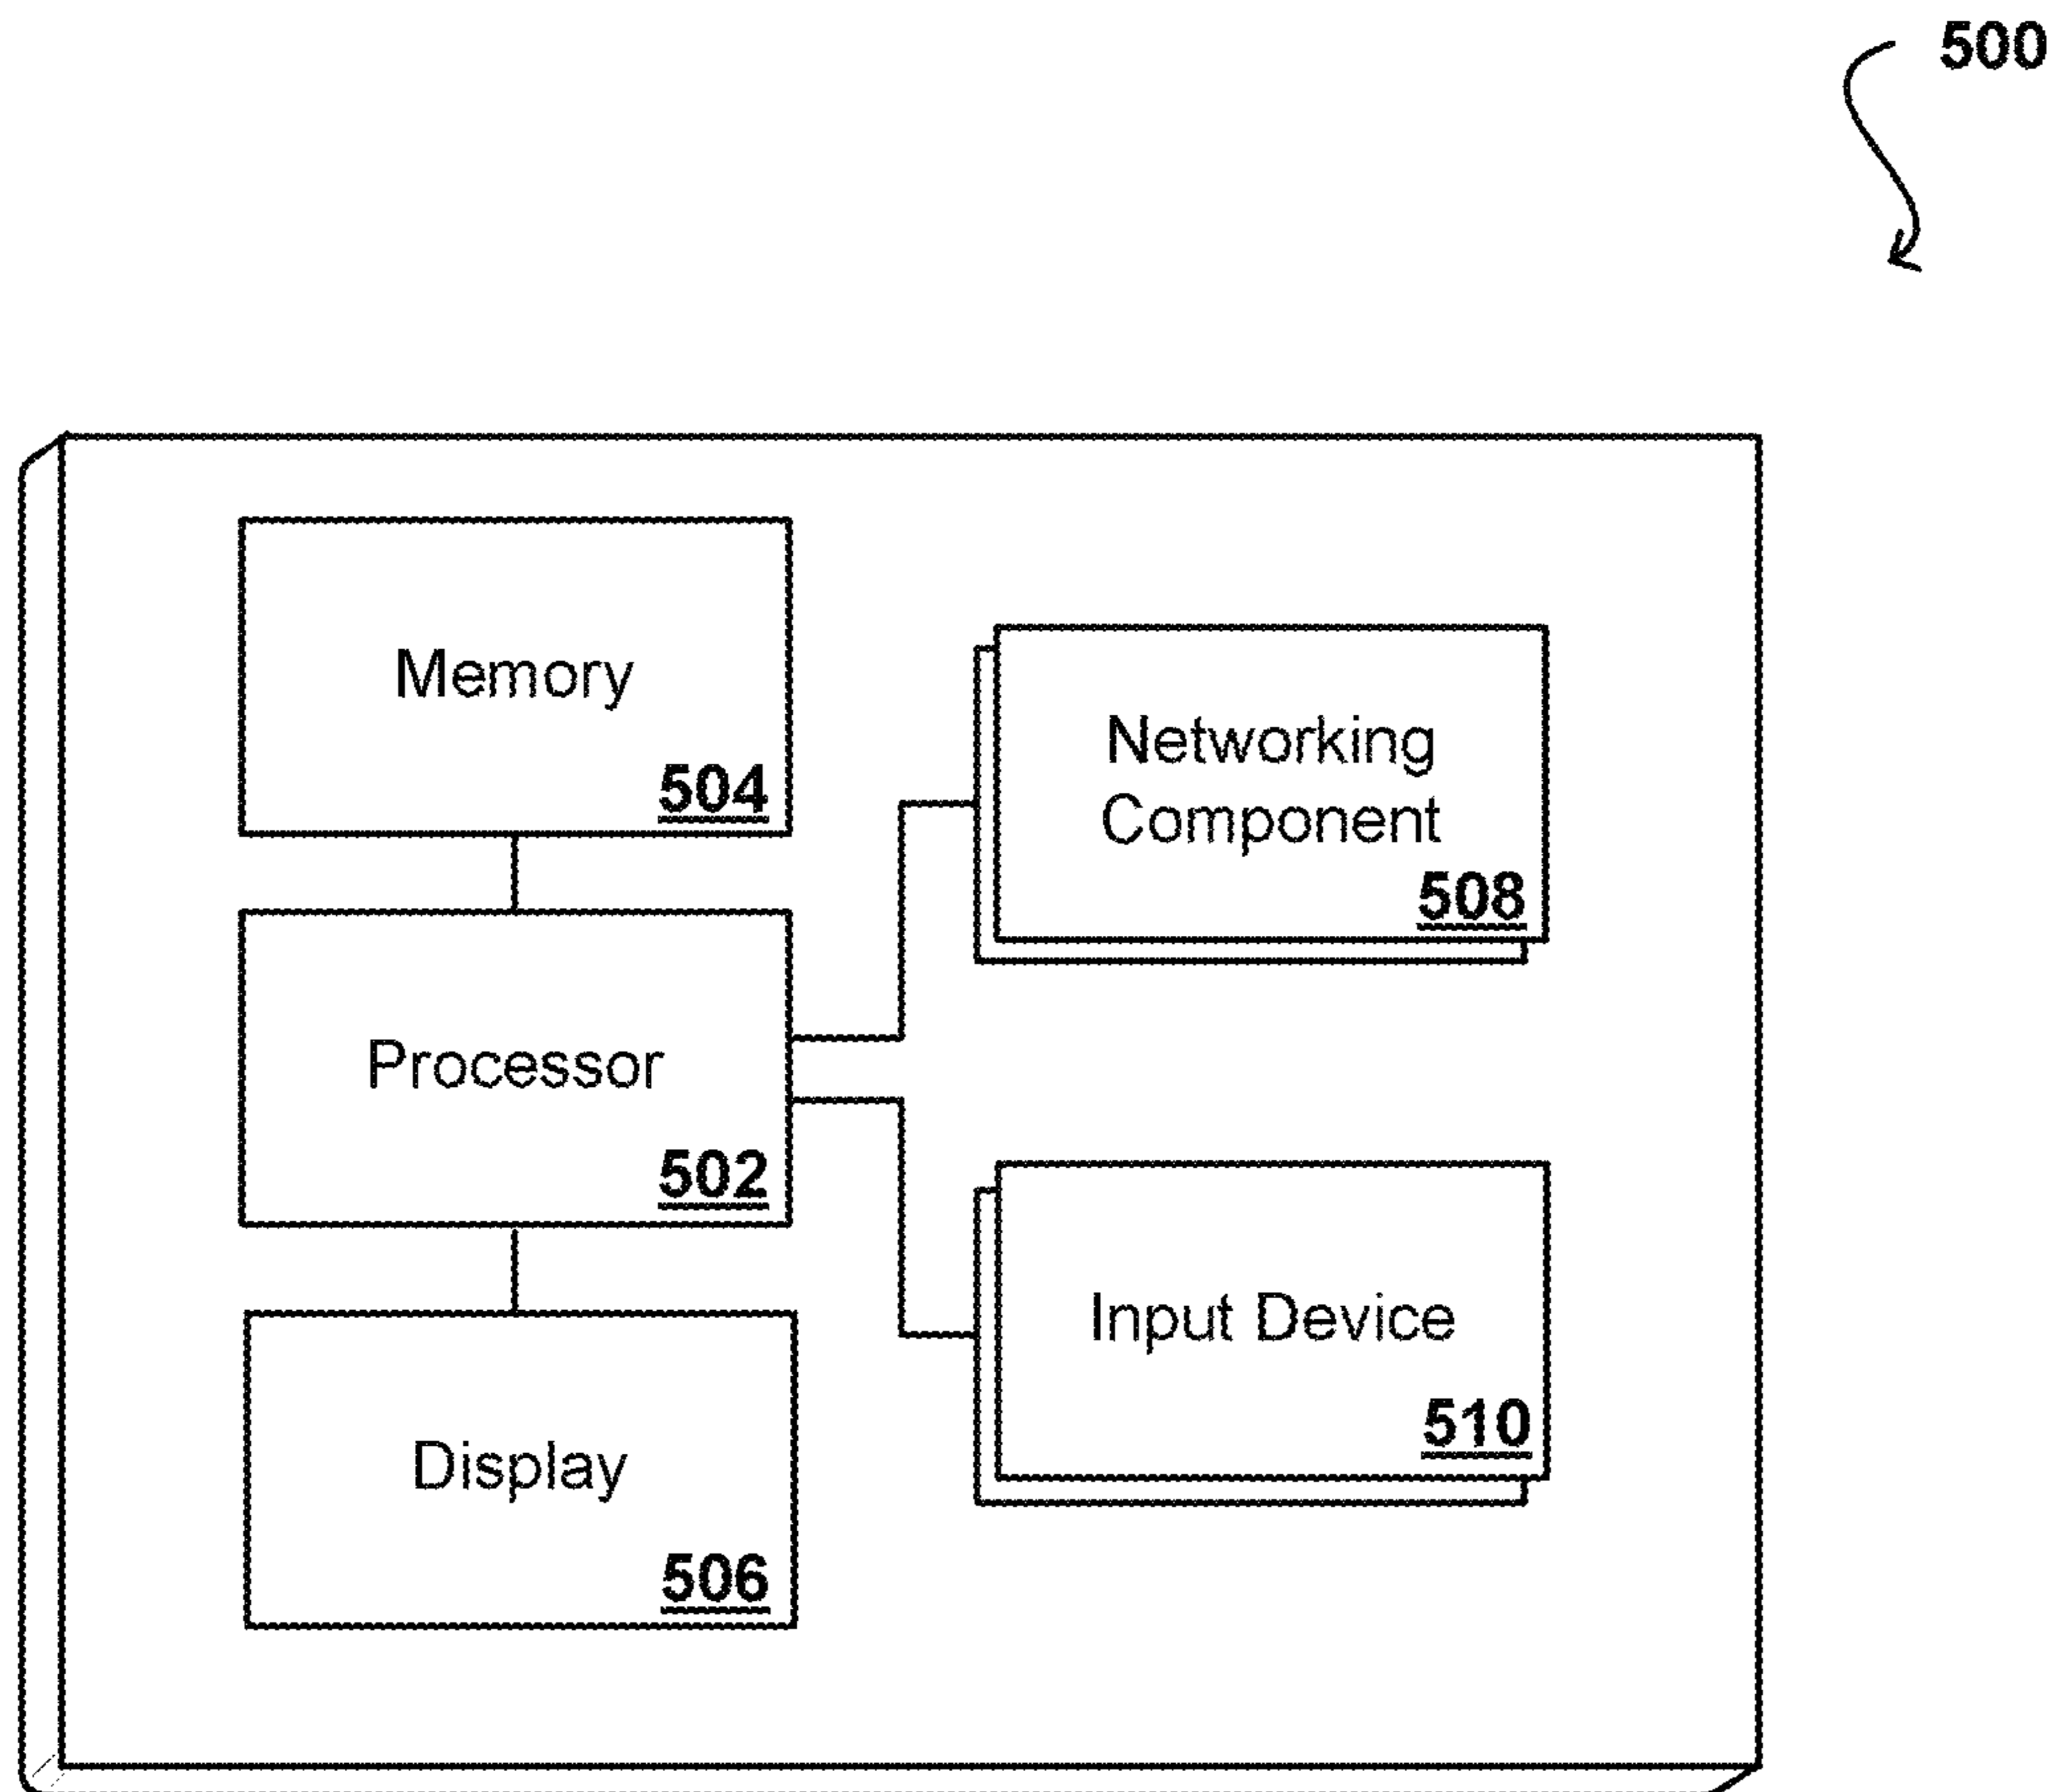 500
Memory
504
Networking
Component
508
Processor
502
Input Device
510
Display
506